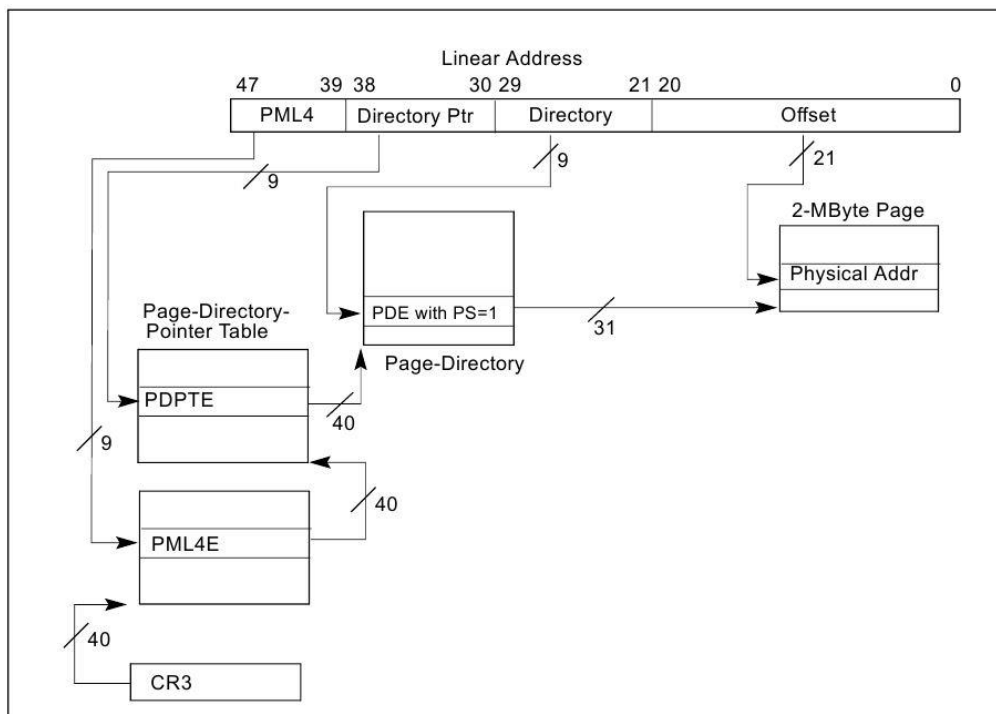 Linear Address
47 39 38 30 29 21 20 0
PML4 Directory Ptr Directory Offset
9
9
21
2-MByte Page
Physical Addr
PDE with PS=1
31
Page-Directory
Page-Directory-
Pointer Table
PDPTE
40
9
40
PML4E
40
CR3